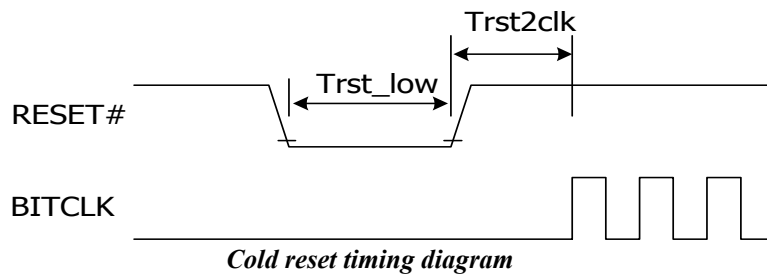 Trst2clk
Trst_low
RESET#
BITCLK
Cold reset timing diagram